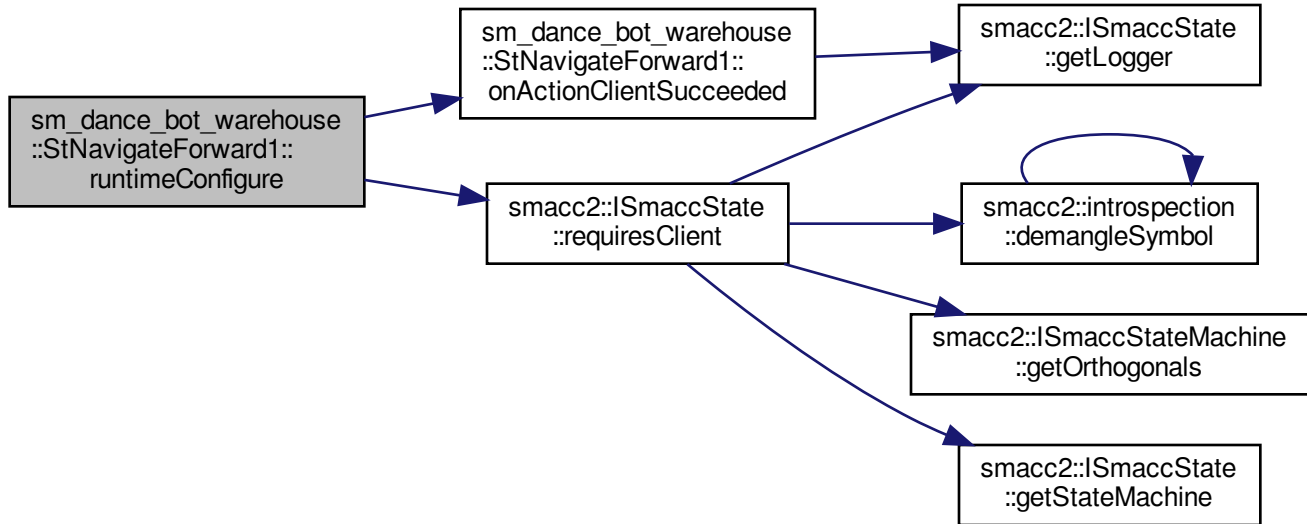 sm_dance_bot_warehouse
::StNavigateForward1::
runtimeConfigure
sm_dance_bot_warehouse
::StNavigateForward1::
onActionClientSucceeded
smacc2::ISmaccState
::requiresClient
smacc2::ISmaccState
::getLogger
smacc2::introspection
::demangleSymbol
smacc2::ISmaccStateMachine
::getOrthogonals
smacc2::ISmaccState
::getStateMachine